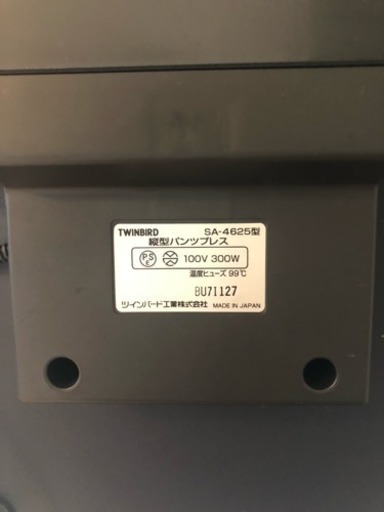 TWINBIRD SA-4625型
縦型パンツプレス
PSE 100V 300W
温度ヒューズ 99℃
BU71127
ツインバード工業株式会社 MADE IN JAPAN